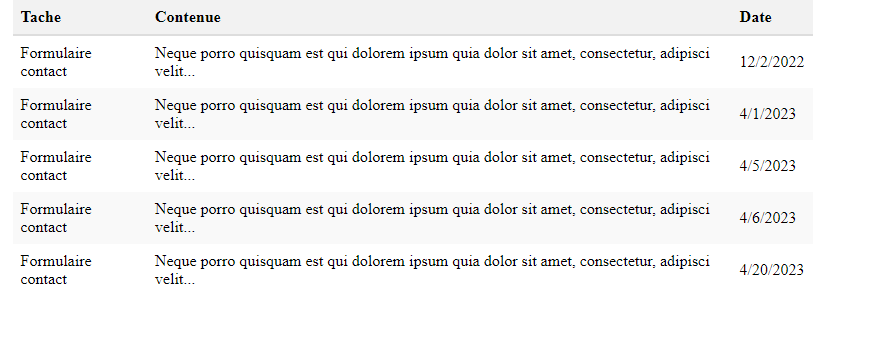 Tache Contenue Date
Formulaire contact Neque porro quisquam est qui dolorem ipsum quia dolor sit amet, consectetur, adipisci velit... 12/2/2022
Formulaire contact Neque porro quisquam est qui dolorem ipsum quia dolor sit amet, consectetur, adipisci velit... 4/1/2023
Formulaire contact Neque porro quisquam est qui dolorem ipsum quia dolor sit amet, consectetur, adipisci velit... 4/5/2023
Formulaire contact Neque porro quisquam est qui dolorem ipsum quia dolor sit amet, consectetur, adipisci velit... 4/6/2023
Formulaire contact Neque porro quisquam est qui dolorem ipsum quia dolor sit amet, consectetur, adipisci velit... 4/20/2023